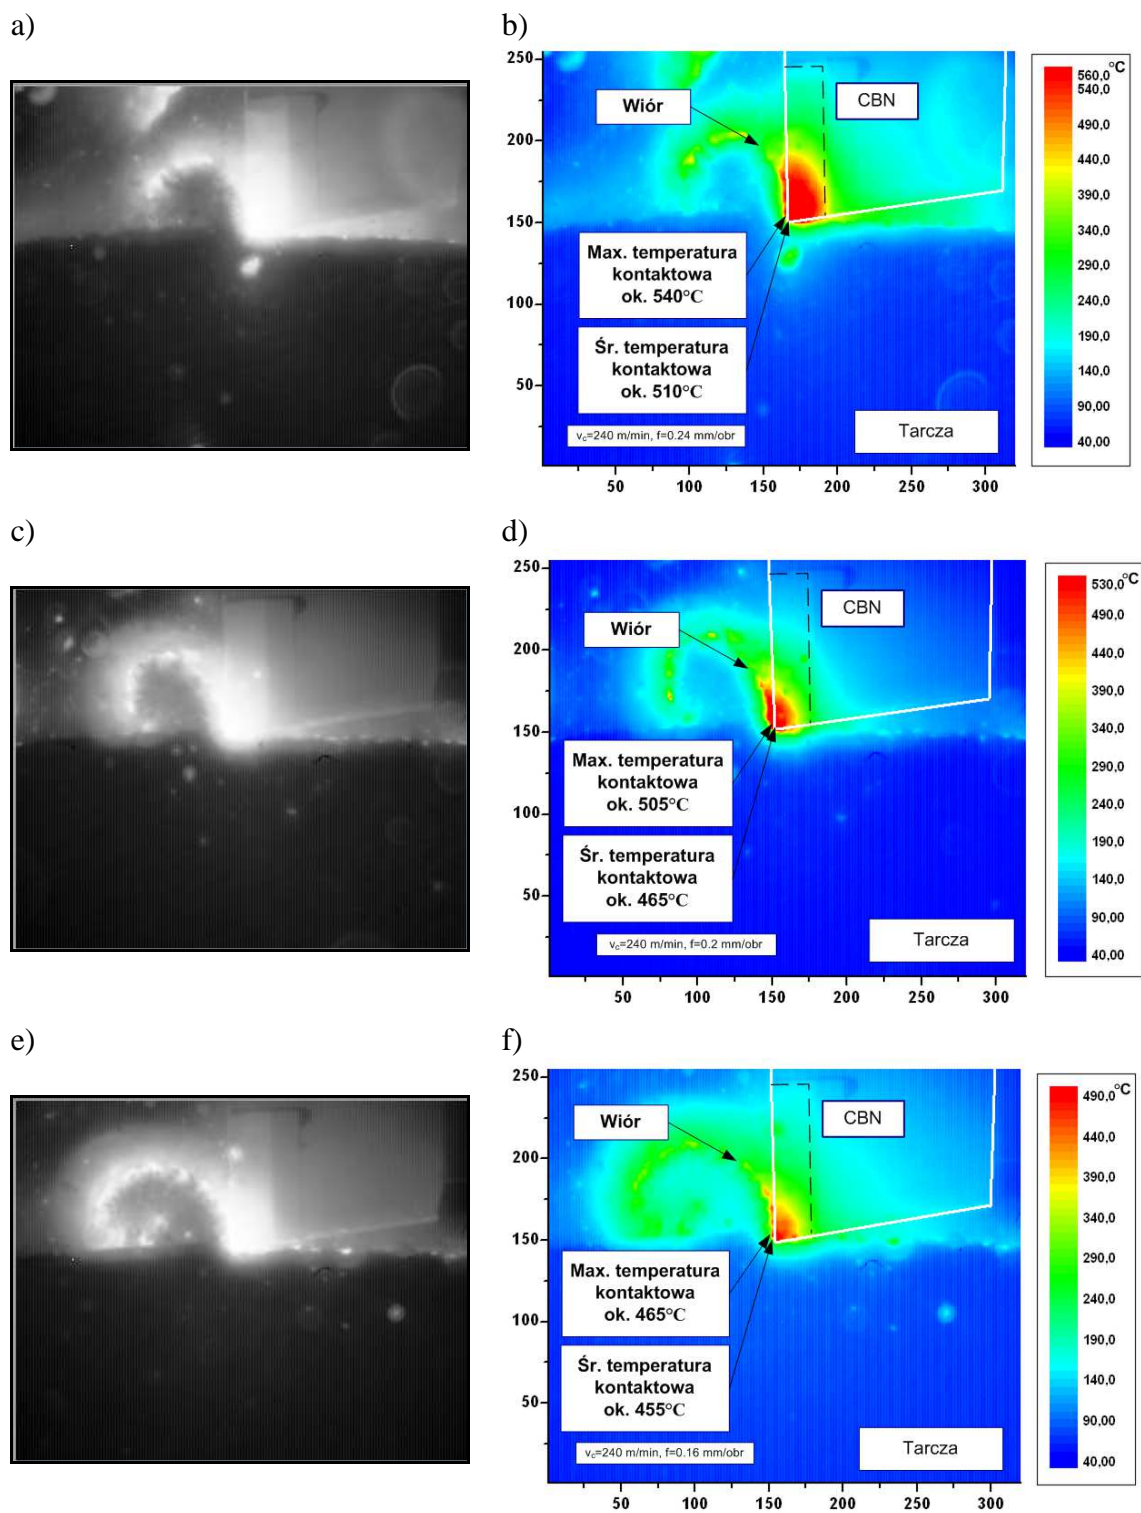 a)
b)
250
200
150
100
50
50
100
150
200
250
300
Wiór
CBN
Max. temperatura
kontaktowa
ok. 540°C
Śr. temperatura
kontaktowa
ok. 510°C
vc=240 m/min, f=0.24 mm/obr
Tarcza
°C
560,0
540,0
490,0
440,0
390,0
340,0
290,0
240,0
190,0
140,0
90,00
40,00
c)
d)
250
200
150
100
50
50
100
150
200
250
300
Wiór
CBN
Max. temperatura
kontaktowa
ok. 505°C
Śr. temperatura
kontaktowa
ok. 465°C
vc=240 m/min, f=0.2 mm/obr
Tarcza
°C
530,0
490,0
440,0
390,0
340,0
290,0
240,0
190,0
140,0
90,00
40,00
e)
f)
250
200
150
100
50
50
100
150
200
250
300
Wiór
CBN
Max. temperatura
kontaktowa
ok. 465°C
Śr. temperatura
kontaktowa
ok. 455°C
vc=240 m/min, f=0.16 mm/obr
Tarcza
490,0°C
440,0
390,0
340,0
290,0
240,0
190,0
140,0
90,00
40,00